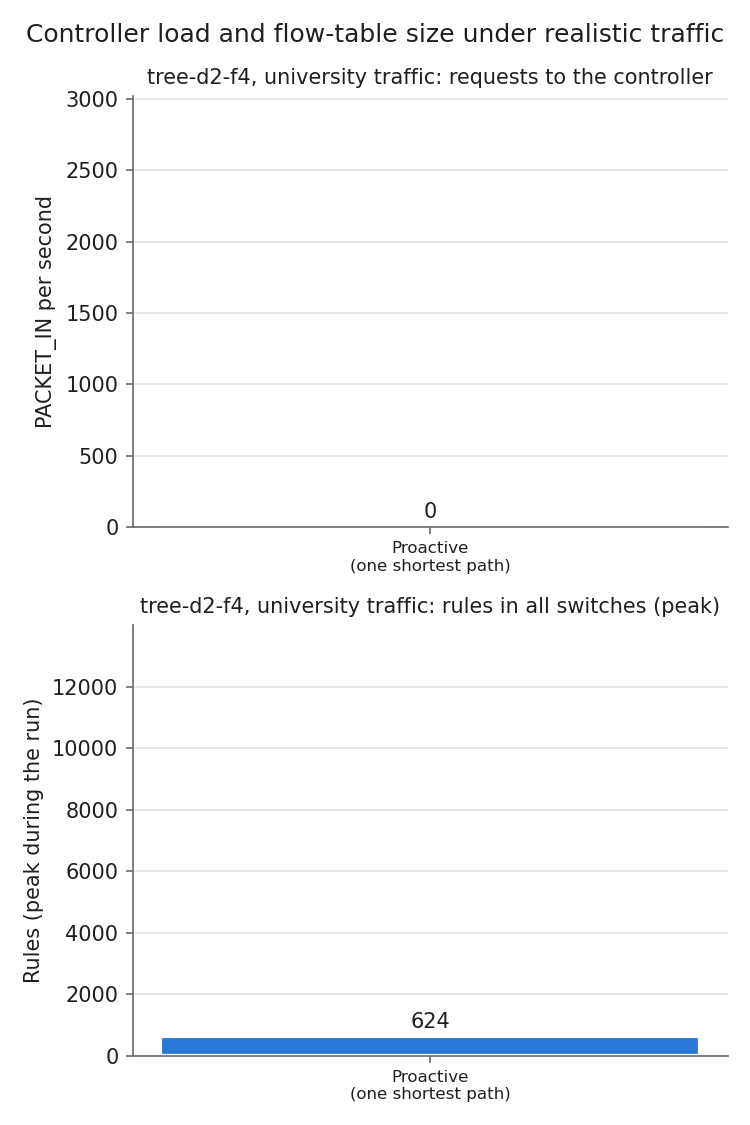 Controller load and flow-table size under realistic traffic
tree-d2-f4, university traffic: requests to the controller
PACKET_IN per second
3000
2500
2000
1500
1000
500
0
0
Proactive
(one shortest path)
tree-d2-f4, university traffic: rules in all switches (peak)
Rules (peak during the run)
12000
10000
8000
6000
4000
2000
0
624
Proactive
(one shortest path)